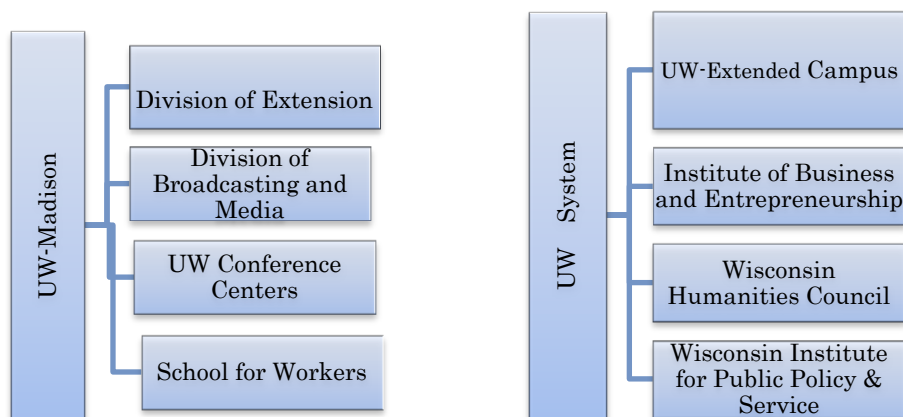 UW-Madison
Division of Extension
Division of
Broadcasting and
Media
UW Conference
Centers
School for Workers
UW System
UW-Extended Campus
Institute of Business
and Entrepreneurship
Wisconsin
Humanities Council
Wisconsin Institute
for Public Policy &
Service